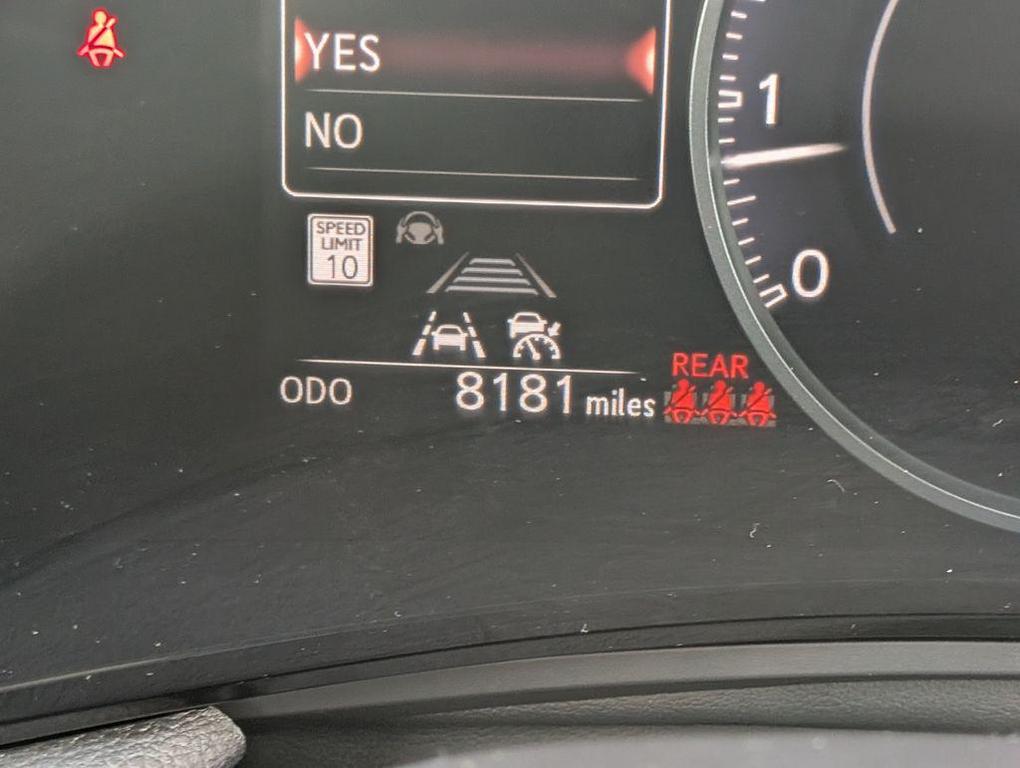 YES
NO
1
SPEED
LIMIT
10
0
REAR
ODO 8181 miles